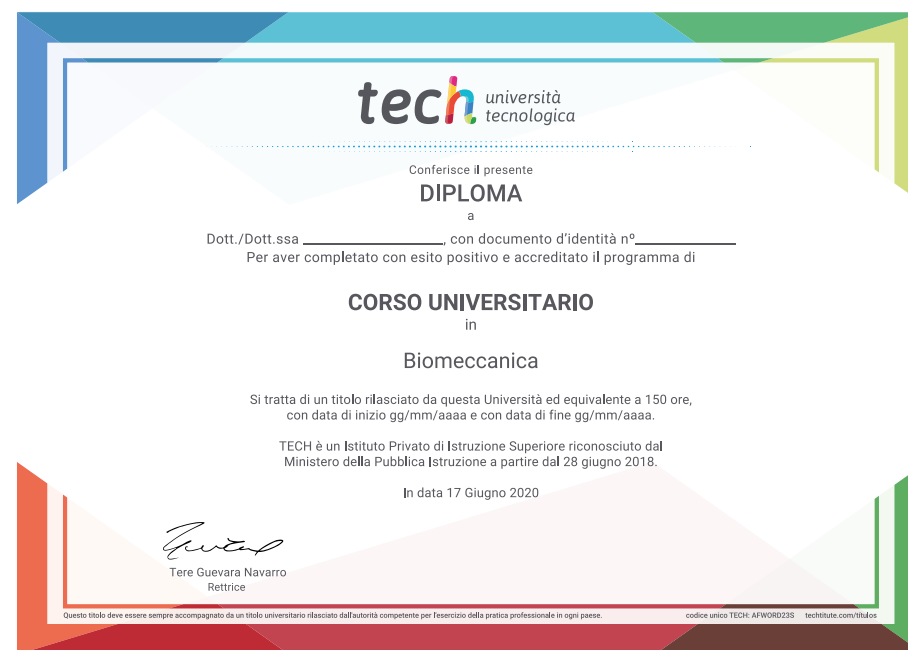 tech università
tecnologica
Conferisce il presente
DIPLOMA
a
Dott./Dott.ssa ____________________, con documento d'identità nº______________
Per aver completato con esito positivo e accreditato il programma di
CORSO UNIVERSITARIO
in
Biomeccanica
Si tratta di un titolo rilasciato da questa Università ed equivalente a 150 ore,
con data di inizio gg/mm/aaaa e con data di fine gg/mm/aaaa.
TECH è un Istituto Privato di Istruzione Superiore riconosciuto dal
Ministero della Pubblica Istruzione a partire dal 28 giugno 2018.
In data 17 Giugno 2020
Tere Guevara Navarro
Rettrice
Questo titolo deve essere sempre accompagnato da un titolo universitario rilasciato dall'autorità competente per l'esercizio della pratica professionale in ogni paese. codice unico TECH: AFWORD23S techtitute.com/titulos